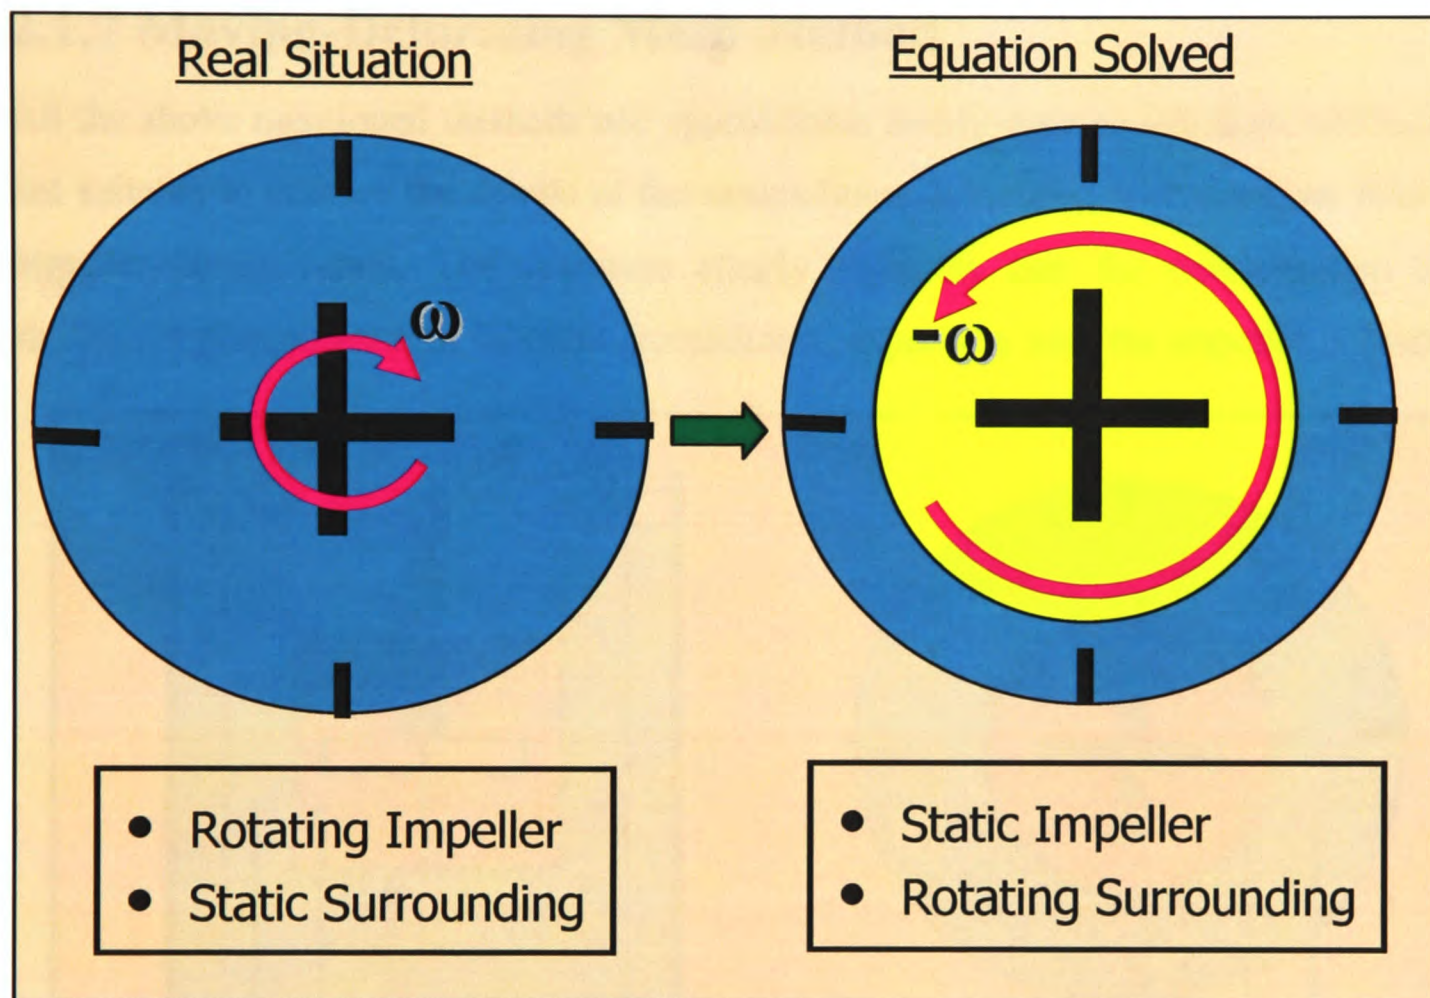 Real Situation
Equation Solved
ω
-ω
• Rotating Impeller
• Static Surrounding
• Static Impeller
• Rotating Surrounding